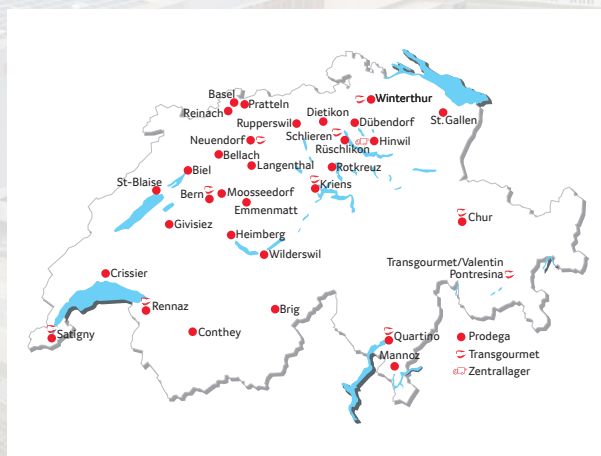 Basel
Pratteln
Reinach
Winterthur
Rupperswil
Dietikon
Dübendorf
St.Gallen
Neuendorf
Schlieren
Hinwil
Rüschlikon
Bellach
Langenthal
Rotkreuz
Biel
St-Blaise
Kriens
Bern
Moosseedorf
Emmenmatt
Chur
Givisiez
Heimberg
Wilderswil
Transgourmet/Valentin
Pontresina
Crissier
Rennaz
Brig
Satigny
Conthey
Quartino
Mannoz
Prodega
Transgourmet
Zentrallager